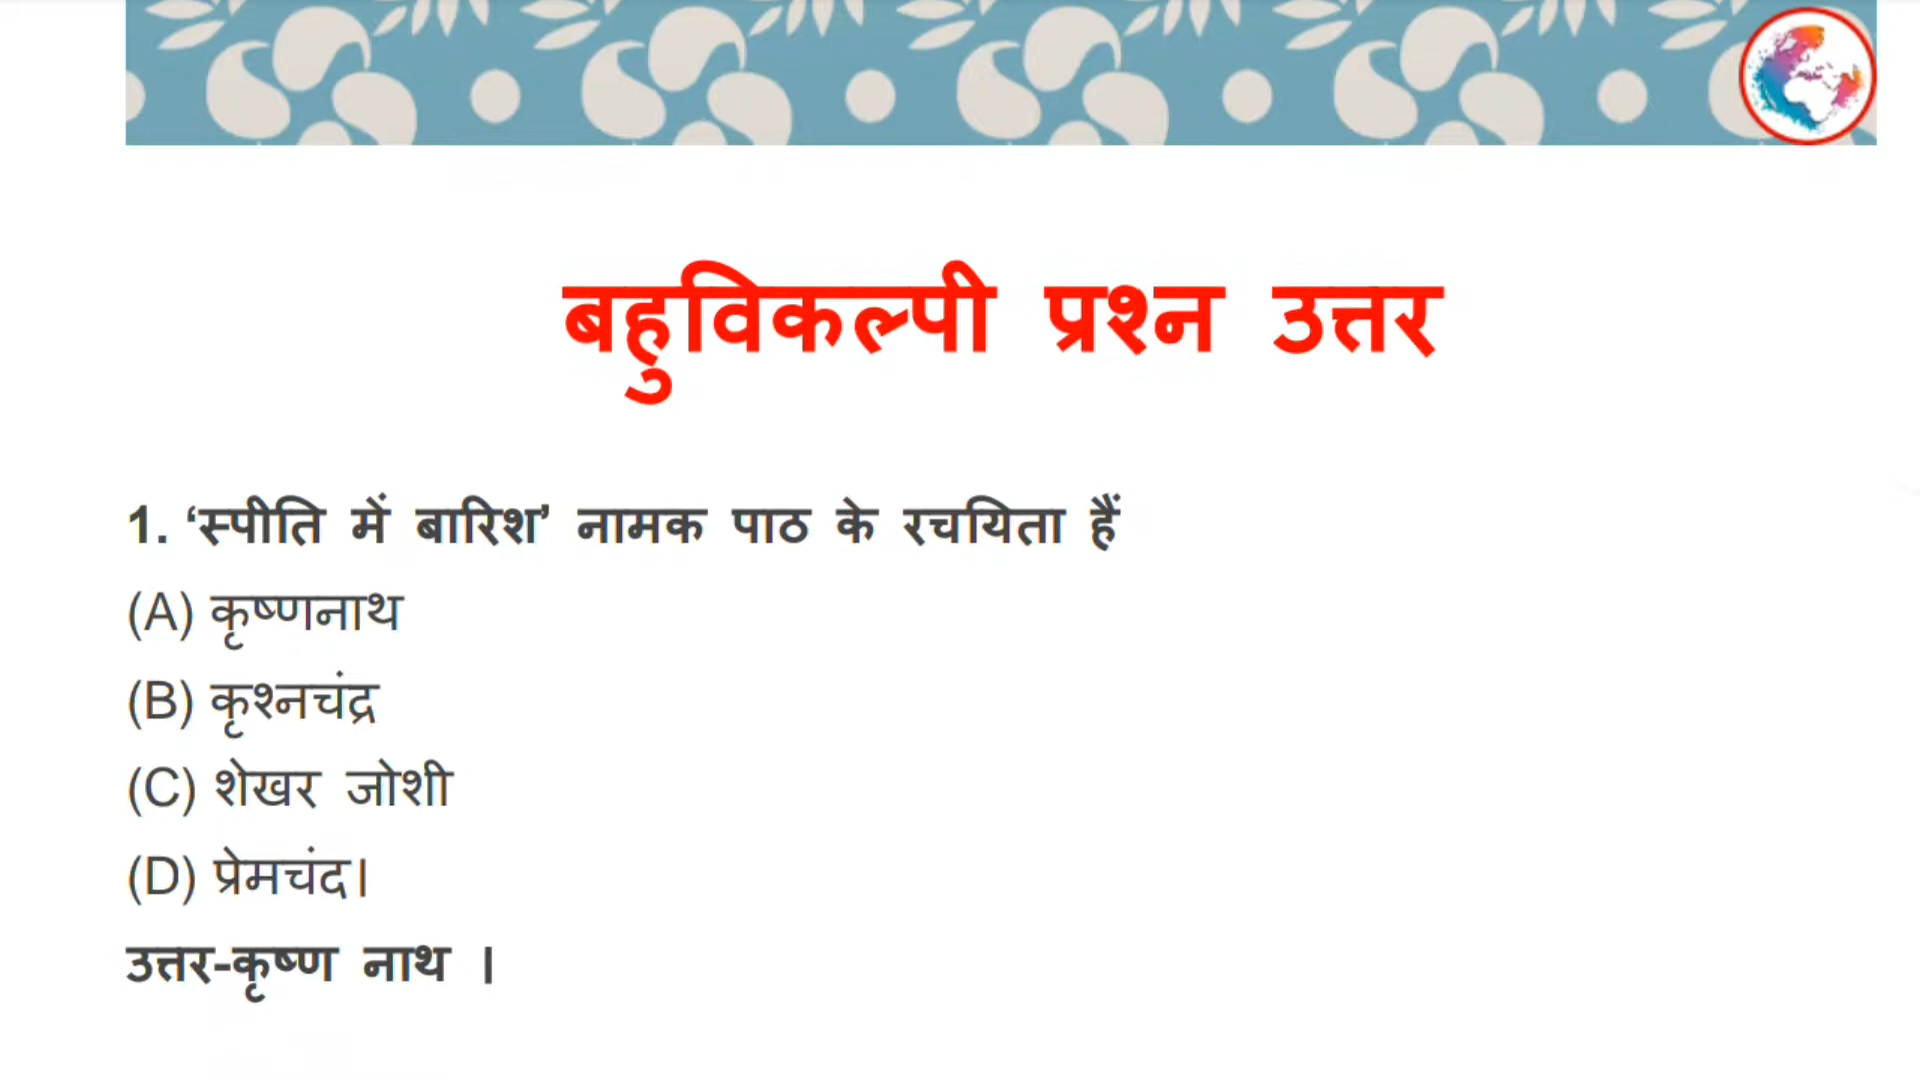 बहुविकल्पी प्रश्न उत्तर
1. ‘स्पीति में बारिश’ नामक पाठ के रचयिता हैं
(A) कृष्णनाथ
(B) कृश्नचंद्र
(C) शेखर जोशी
(D) प्रेमचंद।
उत्तर-कृष्ण नाथ ।